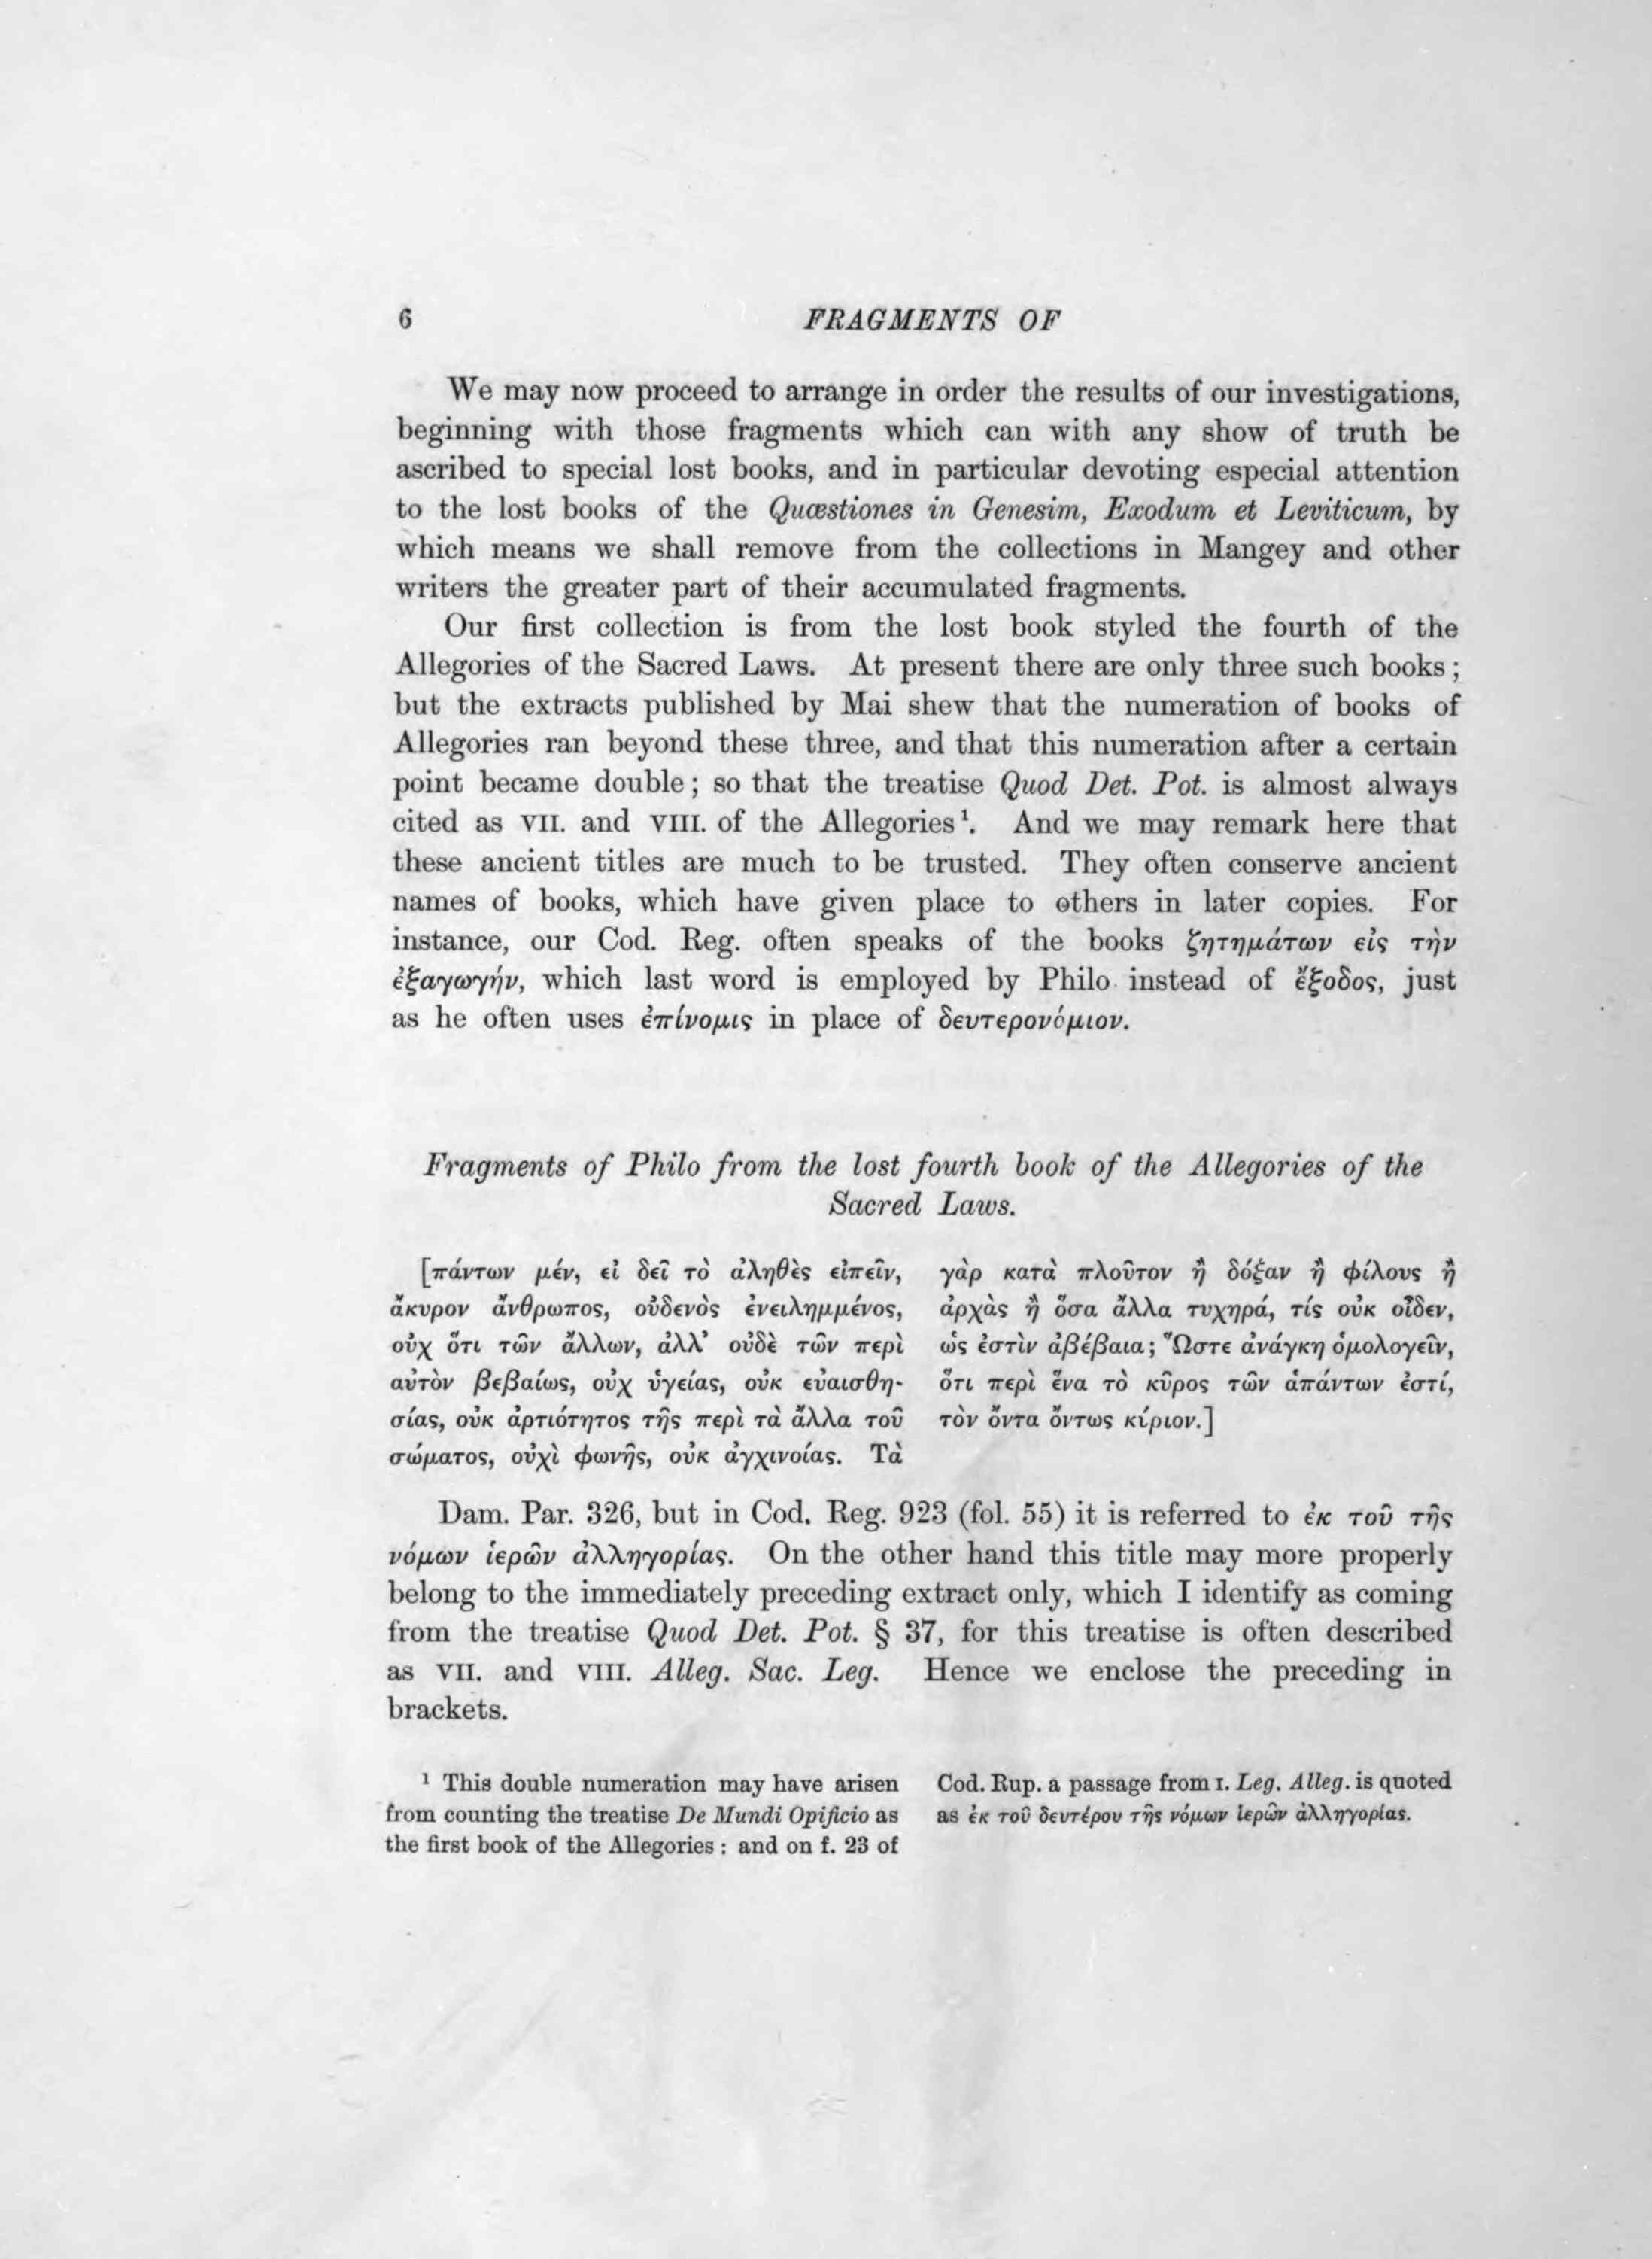 6 FRAGMENTS OF
We may now proceed to arrange in order the results of our investigations,
beginning with those fragments which can with any show of truth be
ascribed to special lost books, and in particular devoting especial attention
to the lost books of the Quæstiones in Genesim, Exodum et Leviticum, by
which means we shall remove from the collections in Mangey and other
writers the greater part of their accumulated fragments.
Our first collection is from the lost book styled the fourth of the
Allegories of the Sacred Laws. At present there are only three such books;
but the extracts published by Mai shew that the numeration of books of
Allegories ran beyond these three, and that this numeration after a certain
point became double; so that the treatise Quod Det. Pot. is almost always
cited as VII. and VIII. of the Allegories¹. And we may remark here that
these ancient titles are much to be trusted. They often conserve ancient
names of books, which have given place to others in later copies. For
instance, our Cod. Reg. often speaks of the books ζητημάτων εἰς τὴν
ἐξαγωγήν, which last word is employed by Philo instead of ἔξοδος, just
as he often uses ἐπίνομις in place of δευτερονόμιον.
Fragments of Philo from the lost fourth book of the Allegories of the
Sacred Laws.
[πάντων μέν, εἰ δεῖ τὸ ἀληθὲς εἰπεῖν,
ἄκυρον ἄνθρωπος, οὐδενὸς ἐνειλημμένος,
οὐχ ὅτι τῶν ἄλλων, ἀλλ' οὐδὲ τῶν περὶ
αὐτὸν βεβαίως, οὐχ ὑγείας, οὐκ εὐαισθη-
σίας, οὐκ ἀρτιότητος τῆς περὶ τὰ ἄλλα τοῦ
σώματος, οὐχὶ φωνῆς, οὐκ ἀγχινοίας. Τὰ
γὰρ κατὰ πλοῦτον ἢ δόξαν ἢ φίλους ἢ
ἀρχὰς ἢ ὅσα ἄλλα τυχηρά, τίς οὐκ οἶδεν,
ὡς ἐστὶν ἀβέβαια; Ὥστε ἀνάγκη ὁμολογεῖν,
ὅτι περὶ ἕνα τὸ κῦρος τῶν ἁπάντων ἐστί,
τὸν ὄντα ὄντως κύριον.]
Dam. Par. 326, but in Cod. Reg. 923 (fol. 55) it is referred to ἐκ τοῦ τῆς
νόμων ἱερῶν ἀλληγορίας. On the other hand this title may more properly
belong to the immediately preceding extract only, which I identify as coming
from the treatise Quod Det. Pot. § 37, for this treatise is often described
as VII. and VIII. Alleg. Sac. Leg. Hence we enclose the preceding in
brackets.
¹ This double numeration may have arisen
from counting the treatise De Mundi Opificio as
the first book of the Allegories: and on f. 23 of
Cod. Rup. a passage from I. Leg. Alleg. is quoted
as ἐκ τοῦ δευτέρου τῆς νόμων ἱερῶν ἀλληγορίας.